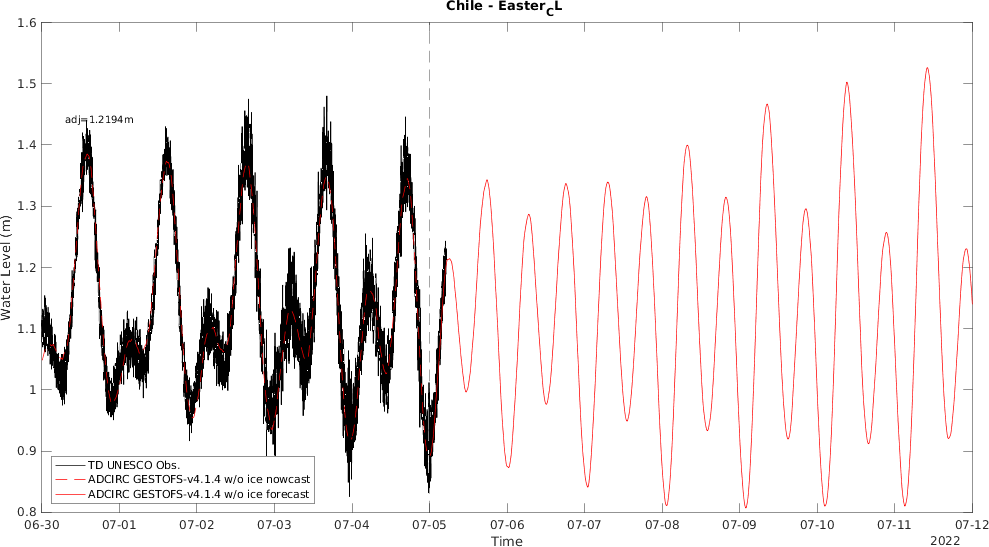 Chile - Easter_CL
1.6
1.5
1.4
1.3
1.2
1.1
1
0.9
0.8
Water Level (m)
adj=1.2194m
TD UNESCO Obs.
ADCIRC GESTOFS-v4.1.4 w/o ice nowcast
ADCIRC GESTOFS-v4.1.4 w/o ice forecast
06-30 07-01 07-02 07-03 07-04 07-05 07-06 07-07 07-08 07-09 07-10 07-11 07-12
Time
2022